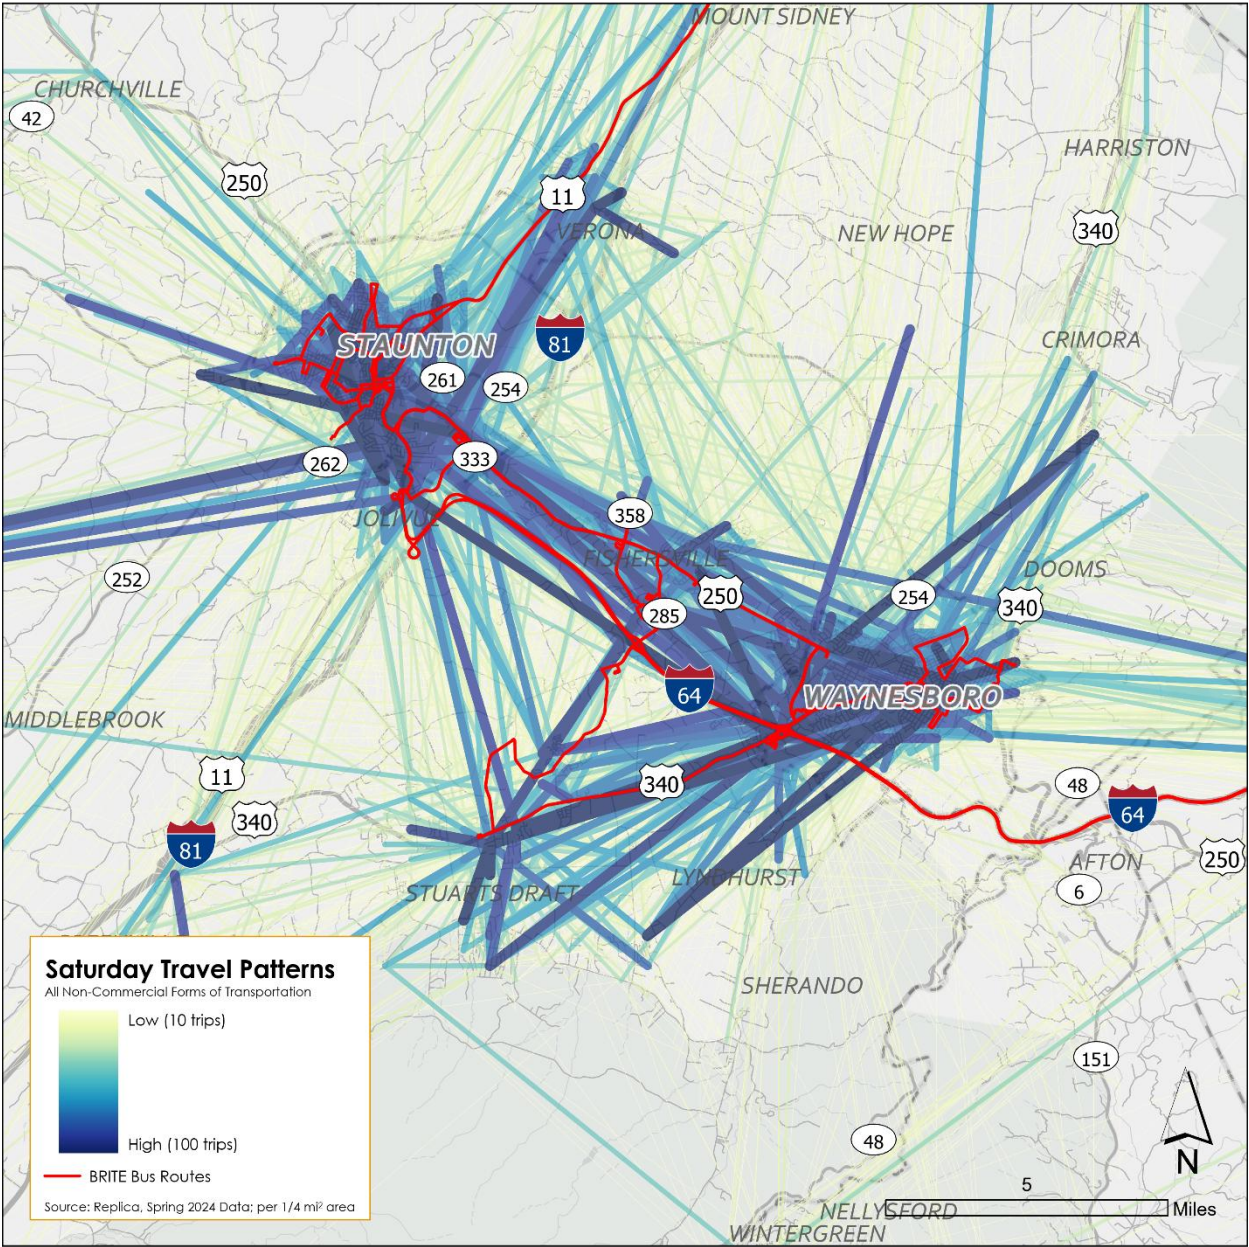 MOUNT SIDNEY
CHURCHVILLE
42
HARRISTON
250
11
340
VERONA
NEW HOPE
81
CRIMORA
STAUNTON
261
254
262
333
JOLIVUE
358
FISHERSVILLE
252
DOOMS
250
254
340
285
64
WAYNESBORO
MIDDLEBROOK
11
340
48
340
64
81
AFTON
250
LYNDHURST
STUARTS DRAFT
6
SHERANDO
151
48
NELLYSFORD
WINTERGREEN
Saturday Travel Patterns
All Non-Commercial Forms of Transportation
Low (10 trips)
High (100 trips)
BRITE Bus Routes
Source: Replica, Spring 2024 Data; per 1/4 mi² area
N
5
Miles